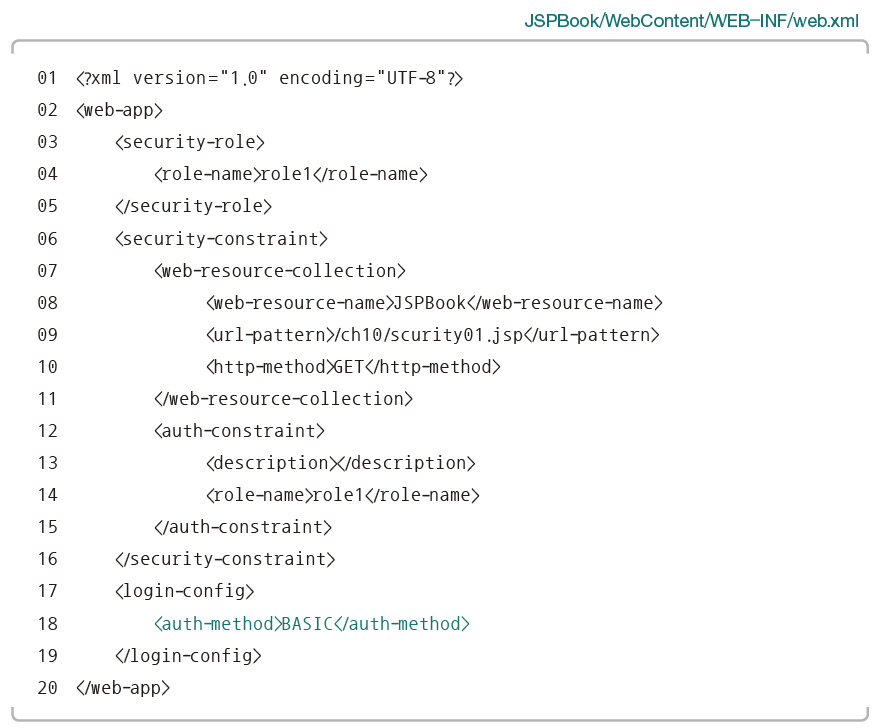 JSPBook/WebContent/WEB-INF/web.xml
01 <?xml version="1.0" encoding="UTF-8"?>
02 <web-app>
03 <security-role>
04 <role-name>role1</role-name>
05 </security-role>
06 <security-constraint>
07 <web-resource-collection>
08 <web-resource-name>JSPBook</web-resource-name>
09 <url-pattern>/ch10/scurity01.jsp</url-pattern>
10 <http-method>GET</http-method>
11 </web-resource-collection>
12 <auth-constraint>
13 <description></description>
14 <role-name>role1</role-name>
15 </auth-constraint>
16 </security-constraint>
17 <login-config>
18 <auth-method>BASIC</auth-method>
19 </login-config>
20 </web-app>